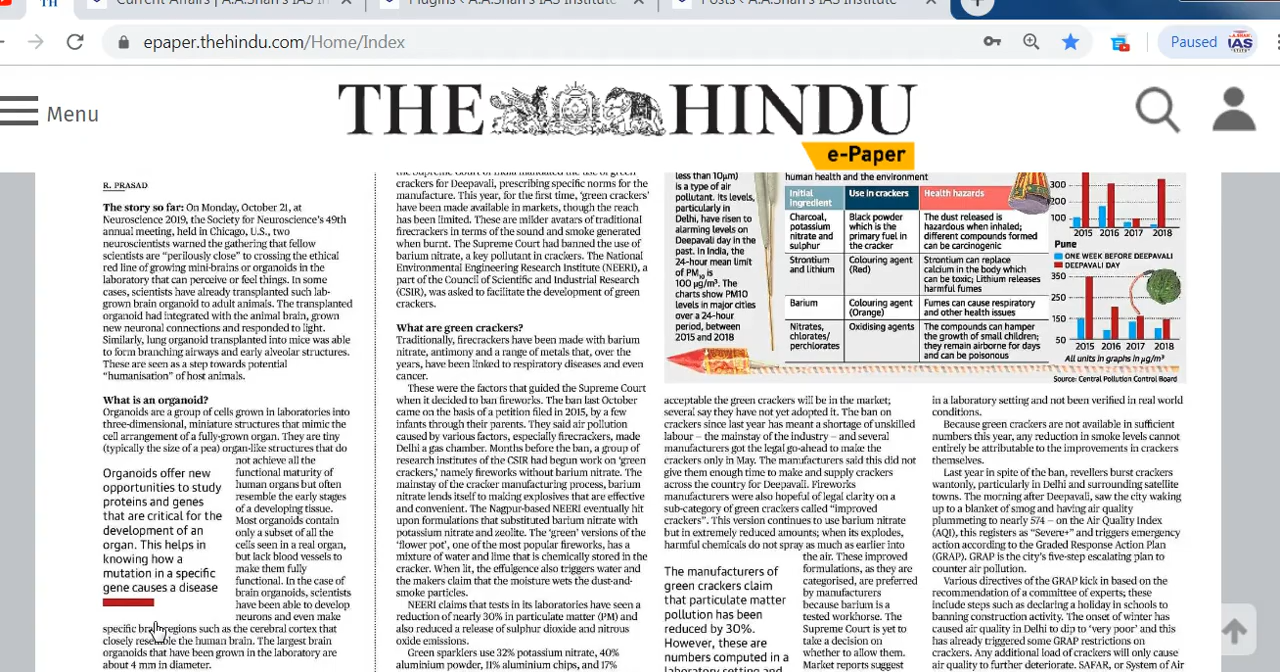 TH
Current Affairs | A.A.Shah's IAS In
Plugins ‹ A.A.Shah's IAS Institute
Posts ‹ A.A.Shah's IAS Institute
epaper.thehindu.com/Home/Index
Paused
IAS
Menu
THE HINDU
e-Paper
R. PRASAD
The story so far: On Monday, October 21, at
Neuroscience 2019, the Society for Neuroscience's 49th
annual meeting, held in Chicago, U.S., two
neuroscientists warned the gathering that fellow
scientists are “perilously close” to crossing the ethical
red line of growing mini-brains or organoids in the
laboratory that can perceive or feel things. In some
cases, scientists have already transplanted such lab-
grown brain organoid to adult animals. The transplanted
organoid had integrated with the animal brain, grown
new neuronal connections and responded to light.
Similarly, lung organoid transplanted into mice was able
to form branching airways and early alveolar structures.
These are seen as a step towards potential
“humanisation” of host animals.
What is an organoid?
Organoids are a group of cells grown in laboratories into
three-dimensional, miniature structures that mimic the
cell arrangement of a fully-grown organ. They are tiny
(typically the size of a pea) organ-like structures that do
not achieve all the
functional maturity of
human organs but often
resemble the early stages
of a developing tissue.
Most organoids contain
only a subset of all the
cells seen in a real organ,
but lack blood vessels to
make them fully
functional. In the case of
brain organoids, scientists
have been able to develop
neurons and even make
specific brain regions such as the cerebral cortex that
closely resemble the human brain. The largest brain
organoids that have been grown in the laboratory are
about 4 mm in diameter.
Organoids offer new
opportunities to study
proteins and genes
that are critical for the
development of an
organ. This helps in
knowing how a
mutation in a specific
gene causes a disease
the Supreme Court of India mandated the use of green
crackers for Deepavali, prescribing specific norms for the
manufacture. This year, for the first time, ‘green crackers’
have been made available in markets, though the reach
has been limited. These are milder avatars of traditional
firecrackers in terms of the sound and smoke generated
when burnt. The Supreme Court had banned the use of
barium nitrate, a key pollutant in crackers. The National
Environmental Engineering Research Institute (NEERI), a
part of the Council of Scientific and Industrial Research
(CSIR), was asked to facilitate the development of green
crackers.
What are green crackers?
Traditionally, firecrackers have been made with barium
nitrate, antimony and a range of metals that, over the
years, have been linked to respiratory diseases and even
cancer.
These were the factors that guided the Supreme Court
when it decided to ban fireworks. The ban last October
came on the basis of a petition filed in 2015, by a few
infants through their parents. They said air pollution
caused by various factors, especially firecrackers, made
Delhi a gas chamber. Months before the ban, a group of
research institutes of the CSIR had begun work on ‘green
crackers,’ namely fireworks without barium nitrate. The
mainstay of the cracker manufacturing process, barium
nitrate lends itself to making explosives that are effective
and convenient. The Nagpur-based NEERI eventually hit
upon formulations that substituted barium nitrate with
potassium nitrate and zeolite. The ‘green’ versions of the
‘flower pot’, one of the most popular fireworks, has a
mixture of water and lime that is chemically stored in the
cracker. When lit, the effulgence also triggers water and
the makers claim that the moisture wets the dust-and-
smoke particles.
NEERI claims that tests in its laboratories have seen a
reduction of nearly 30% in particulate matter (PM) and
also reduced a release of sulphur dioxide and nitrous
oxide emissions.
Green sparklers use 32% potassium nitrate, 40%
aluminium powder, 11% aluminium chips, and 17%
less than 10μm)
is a type of air
pollutant. Its levels,
particularly in
Delhi, have risen to
alarming levels on
Deepavali day in the
past. In India, the
24-hour mean limit
of PM10 is
100 μg/m³. The
charts show PM10
levels in major cities
over a 24-hour
period, between
2015 and 2018
human health and the environment
Initial ingredient | Use in crackers | Health hazards
Charcoal, potassium nitrate and sulphur | Black powder which is the primary fuel in the cracker | The dust released is hazardous when inhaled; different compounds formed can be carcinogenic
Strontium and lithium | Colouring agent (Red) | Strontium can replace calcium in the body which can be toxic; Lithium releases harmful fumes
Barium | Colouring agent (Orange) | Fumes can cause respiratory and other health issues
Nitrates, chlorates/ perchlorates | Oxidising agents | The compounds can hamper the growth of small children; they remain airborne for days and can be poisonous
300
200
100
2015 2016 2017 2018
Pune
ONE WEEK BEFORE DEEPAVALI
DEEPAVALI DAY
350
250
150
50
2015 2016 2017 2018
All units in graphs in μg/m³
Source: Central Pollution Control Board
acceptable the green crackers will be in the market;
several say they have not yet adopted it. The ban on
crackers since last year has meant a shortage of unskilled
labour – the mainstay of the industry – and several
manufacturers got the legal go-ahead to make the
crackers only in May. The manufacturers said this did not
give them enough time to make and supply crackers
across the country for Deepavali. Fireworks
manufacturers were also hopeful of legal clarity on a
sub-category of green crackers called “improved
crackers”. This version continues to use barium nitrate
but in extremely reduced amounts; when its explodes,
harmful chemicals do not spray as much as earlier into
the air. These improved
formulations, as they are
categorised, are preferred
by manufacturers
because barium is a
tested workhorse. The
Supreme Court is yet to
take a decision on
whether to allow them.
Market reports suggest
The manufacturers of
green crackers claim
that particulate matter
pollution has been
reduced by 30%.
However, these are
numbers computed in a
laboratory setting and
in a laboratory setting and not been verified in real world
conditions.
Because green crackers are not available in sufficient
numbers this year, any reduction in smoke levels cannot
entirely be attributable to the improvements in crackers
themselves.
Last year in spite of the ban, revellers burst crackers
wantonly, particularly in Delhi and surrounding satellite
towns. The morning after Deepavali, saw the city waking
up to a blanket of smog and having air quality
plummeting to nearly 574 – on the Air Quality Index
(AQI), this registers as “Severe+” and triggers emergency
action according to the Graded Response Action Plan
(GRAP). GRAP is the city's five-step escalating plan to
counter air pollution.
Various directives of the GRAP kick in based on the
recommendation of a committee of experts; these
include steps such as declaring a holiday in schools to
banning construction activity. The onset of winter has
caused air quality in Delhi to dip to ‘very poor’ and this
has already triggered some GRAP restrictions on
crackers. Any additional load of crackers will only cause
air quality to further deteriorate. SAFAR, or System of Air